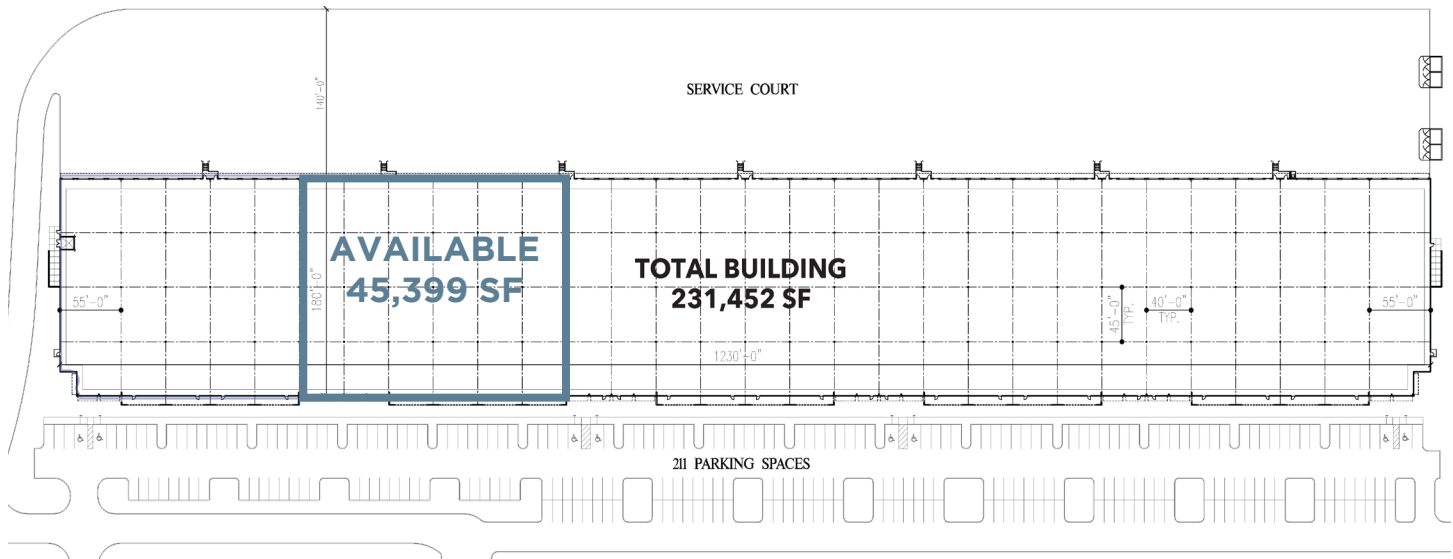 SERVICE COURT
140'-0"
AVAILABLE
45,399 SF
180'-0"
TOTAL BUILDING
231,452 SF
55'-0"
45'-0"
TYP.
40'-0"
TYP.
55'-0"
1230'-0"
211 PARKING SPACES